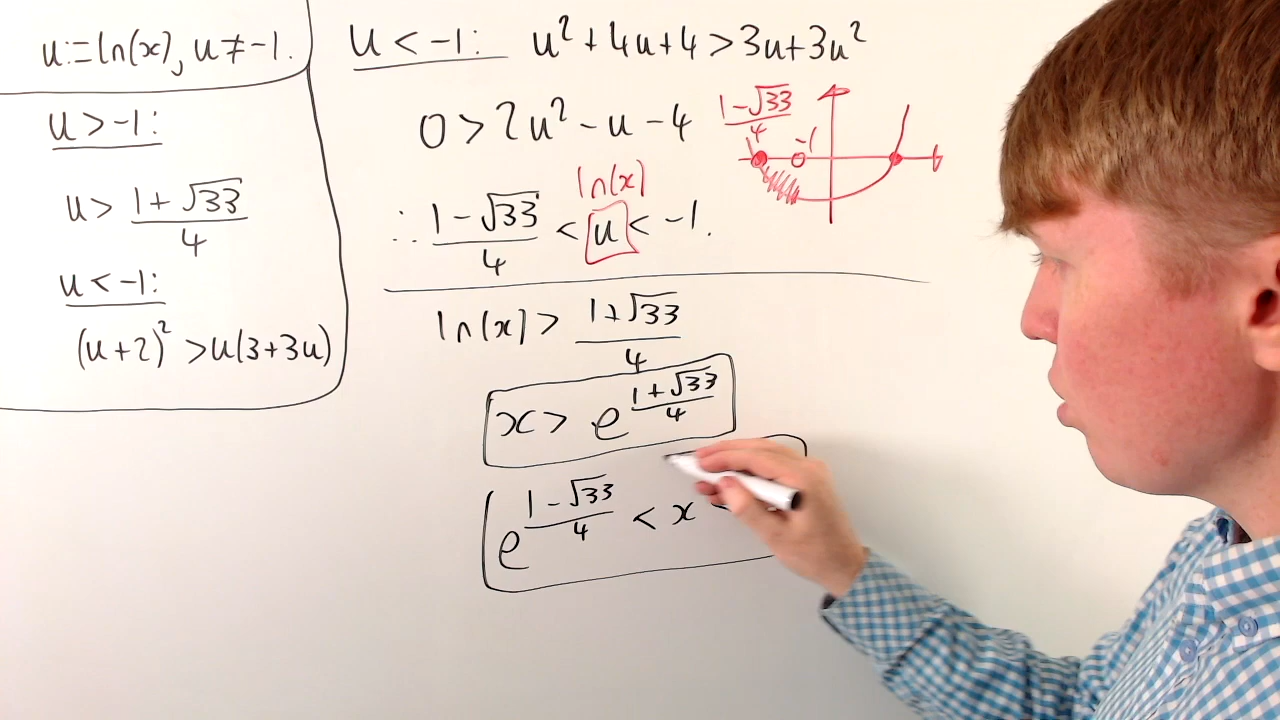 u:=ln(x), u≠-1.
u>-1:
u> (1+√33)/4
u<-1:
(u+2)²>u(3+3u)
u<-1: u²+4u+4>3u+3u²
0>2u²-u-4
(1-√33)/4 -1
ln(x)
∴ (1-√33)/4 < u < -1.
ln(x)> (1+√33)/4
x> e^((1+√33)/4)
e^((1-√33)/4) < x